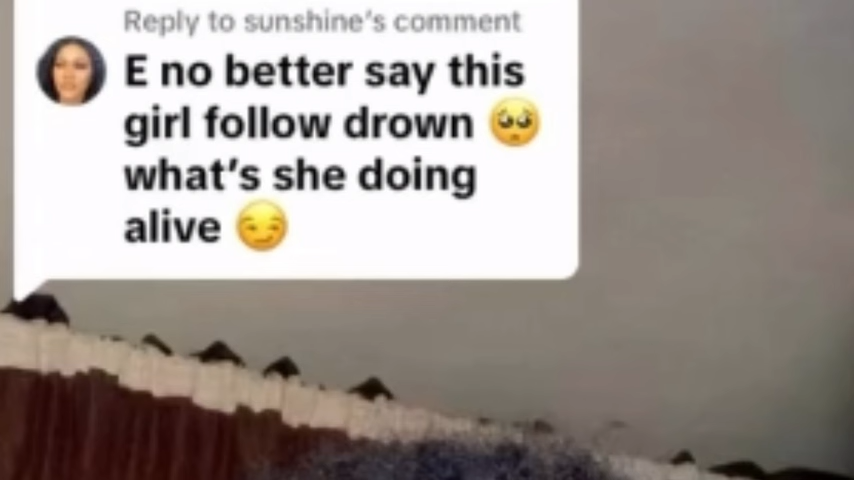 Reply to sunshine's comment
E no better say this
girl follow drown 🥺
what's she doing
alive 😏